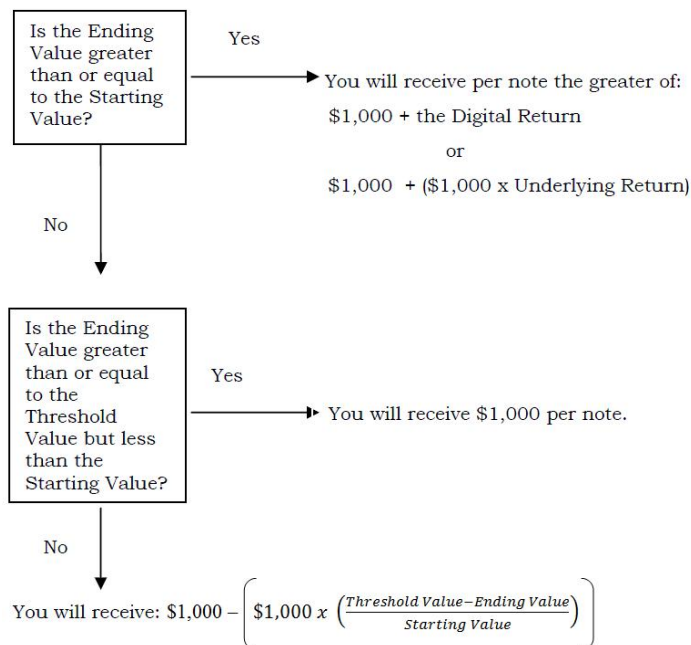 Is the Ending
Value greater
than or equal
to the Starting
Value?
Yes
You will receive per note the greater of:
$1,000 + the Digital Return
or
$1,000 + ($1,000 x Underlying Return)
No
Is the Ending
Value greater
than or equal
to the
Threshold
Value but less
than the
Starting Value?
Yes
You will receive $1,000 per note.
No
You will receive: $1,000 – [$1,000 x (Threshold Value–Ending Value / Starting Value)]